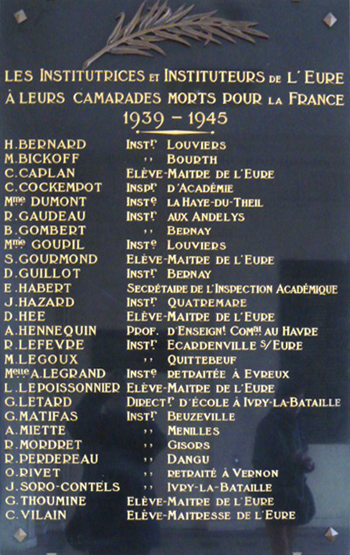 LES INSTITUTRICES ET INSTITUTEURS DE L'EURE
À LEURS CAMARADES MORTS POUR LA FRANCE
1939 – 1945
H. BERNARD INSTr LOUVIERS
M. BICKOFF ,, BOURTH
C. CAPLAN ELÈVE-MAITRE DE L'EURE
C. COCKEMPOT INSPr D'ACADÉMIE
Mme DUMONT INSTe LA HAYE-DU-THEIL
R. GAUDEAU INSTr AUX ANDELYS
B. GOMBERT ,, BERNAY
Mme GOUPIL INSTe LOUVIERS
S. GOURMOND ELÈVE-MAITRE DE L'EURE
D. GUILLOT INSTr BERNAY
E. HABERT SECRÉTAIRE DE L'INSPECTION ACADÉMIQUE
J. HAZARD INSTr QUATREMARE
D. HEE ELÈVE-MAITRE DE L'EURE
A. HENNEQUIN PROF. D'ENSEIGNt COMal AU HAVRE
R. LEFEVRE INSTr ECARDENVILLE S/EURE
M. LEGOUX ,, QUITTEBEUF
Melle A. LEGRAND INSTe RETRAITÉE À EVREUX
L. LEPOISSONNIER ELÈVE-MAITRE DE L'EURE
G. LETARD DIRECTr D'ÉCOLE À IVRY-LA-BATAILLE
G. MATIFAS INSTr BEUZEVILLE
A. MIETTE ,, MENILLES
R. MORDRET ,, GISORS
R. PERDEREAU ,, DANGU
O. RIVET ,, RETRAITÉ À VERNON
J. SORO-CONTELS ,, IVRY-LA-BATAILLE
G. THOUMINE ELÈVE-MAITRE DE L'EURE
C. VILAIN ELÈVE-MAITRESSE DE L'EURE